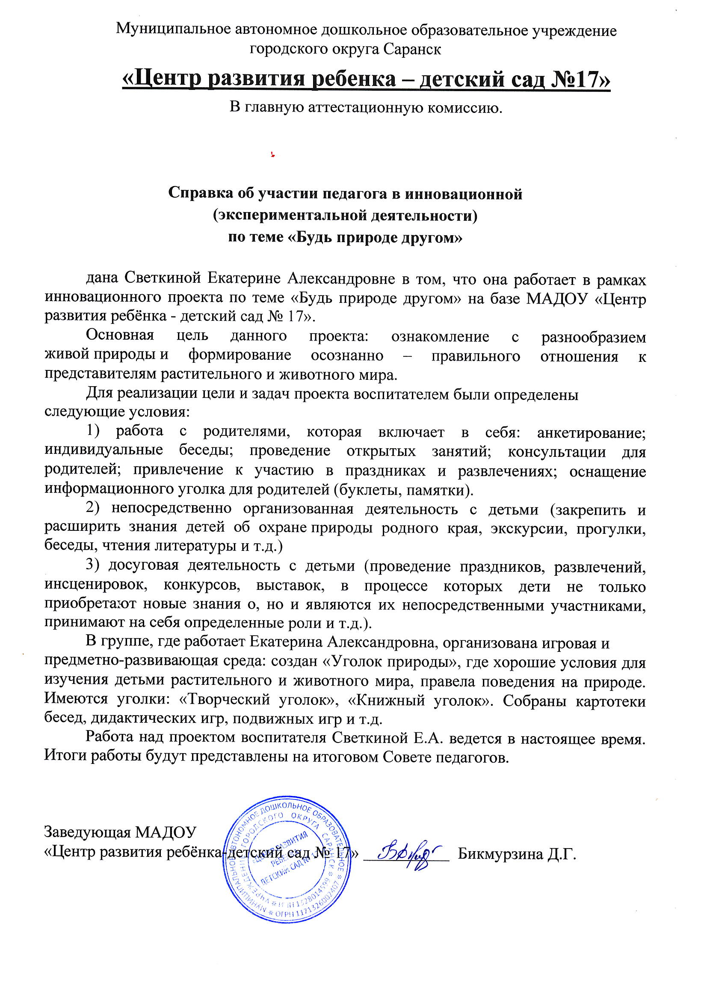 Муниципальное автономное дошкольное образовательное учреждение
городского округа Саранск
«Центр развития ребенка – детский сад №17»
В главную аттестационную комиссию.
Справка об участии педагога в инновационной
(экспериментальной деятельности)
по теме «Будь природе другом»
дана Светкиной Екатерине Александровне в том, что она работает в рамках
инновационного проекта по теме «Будь природе другом» на базе МАДОУ «Центр
развития ребёнка - детский сад № 17».
Основная цель данного проекта: ознакомление с разнообразием
живой природы и формирование осознанно – правильного отношения к
представителям растительного и животного мира.
Для реализации цели и задач проекта воспитателем были определены
следующие условия:
1) работа с родителями, которая включает в себя: анкетирование;
индивидуальные беседы; проведение открытых занятий; консультации для
родителей; привлечение к участию в праздниках и развлечениях; оснащение
информационного уголка для родителей (буклеты, памятки).
2) непосредственно организованная деятельность с детьми (закрепить и
расширить знания детей об охране природы родного края, экскурсии, прогулки,
беседы, чтения литературы и т.д.)
3) досуговая деятельность с детьми (проведение праздников, развлечений,
инсценировок, конкурсов, выставок, в процессе которых дети не только
приобретают новые знания о, но и являются их непосредственными участниками,
принимают на себя определенные роли и т.д.).
В группе, где работает Екатерина Александровна, организована игровая и
предметно-развивающая среда: создан «Уголок природы», где хорошие условия для
изучения детьми растительного и животного мира, правела поведения на природе.
Имеются уголки: «Творческий уголок», «Книжный уголок». Собраны картотеки
бесед, дидактических игр, подвижных игр и т.д.
Работа над проектом воспитателя Светкиной Е.А. ведется в настоящее время.
Итоги работы будут представлены на итоговом Совете педагогов.
Заведующая МАДОУ
«Центр развития ребёнка-детский сад № 17» __________ Бикмурзина Д.Г.
МУНИЦИПАЛЬНОЕ АВТОНОМНОЕ ДОШКОЛЬНОЕ ОБРАЗОВАТЕЛЬНОЕ * ОГРН 1171326002407 *
УЧРЕЖДЕНИЕ ГОРОДСКОГО ОКРУГА САРАНСК * ИНН 1328014599 *
«ЦЕНТР РАЗВИТИЯ
РЕБЕНКА-
ДЕТСКИЙ САД № 17»